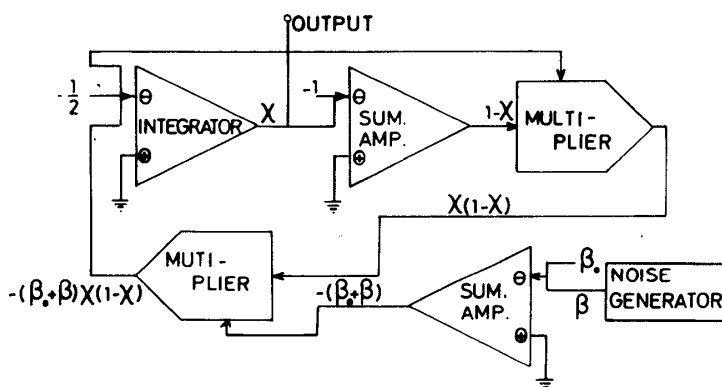 OUTPUT
-1/2
⊖
INTEGRATOR
⊕
χ
-1
⊖
SUM.
AMP.
⊕
1-χ
MULTI-
PLIER
χ(1-χ)
MUTI-
PLIER
-(β₀+β)χ(1-χ)
-(β₀+β)
⊖
SUM.
AMP.
⊕
β₀
β
NOISE
GENERATOR